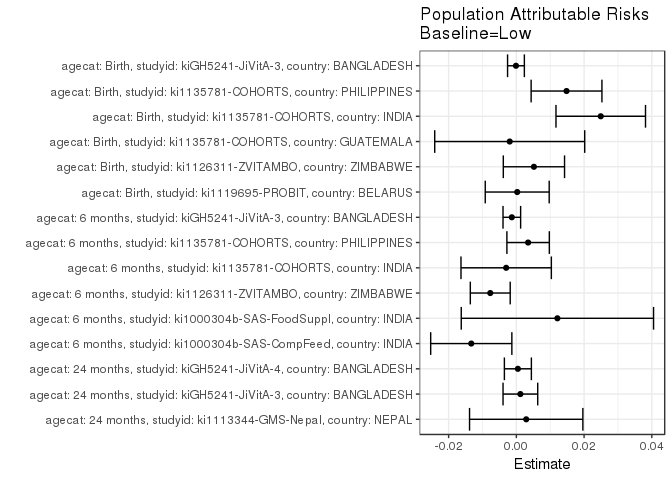 Population Attributable Risks
Baseline=Low
agecat: Birth, studyid: kiGH5241-JiVitA-3, country: BANGLADESH
agecat: Birth, studyid: ki1135781-COHORTS, country: PHILIPPINES
agecat: Birth, studyid: ki1135781-COHORTS, country: INDIA
agecat: Birth, studyid: ki1135781-COHORTS, country: GUATEMALA
agecat: Birth, studyid: ki1126311-ZVITAMBO, country: ZIMBABWE
agecat: Birth, studyid: ki1119695-PROBIT, country: BELARUS
agecat: 6 months, studyid: kiGH5241-JiVitA-3, country: BANGLADESH
agecat: 6 months, studyid: ki1135781-COHORTS, country: PHILIPPINES
agecat: 6 months, studyid: ki1135781-COHORTS, country: INDIA
agecat: 6 months, studyid: ki1126311-ZVITAMBO, country: ZIMBABWE
agecat: 6 months, studyid: ki1000304b-SAS-FoodSuppl, country: INDIA
agecat: 6 months, studyid: ki1000304b-SAS-CompFeed, country: INDIA
agecat: 24 months, studyid: kiGH5241-JiVitA-4, country: BANGLADESH
agecat: 24 months, studyid: kiGH5241-JiVitA-3, country: BANGLADESH
agecat: 24 months, studyid: ki1113344-GMS-Nepal, country: NEPAL
-0.02 0.00 0.02 0.04
Estimate